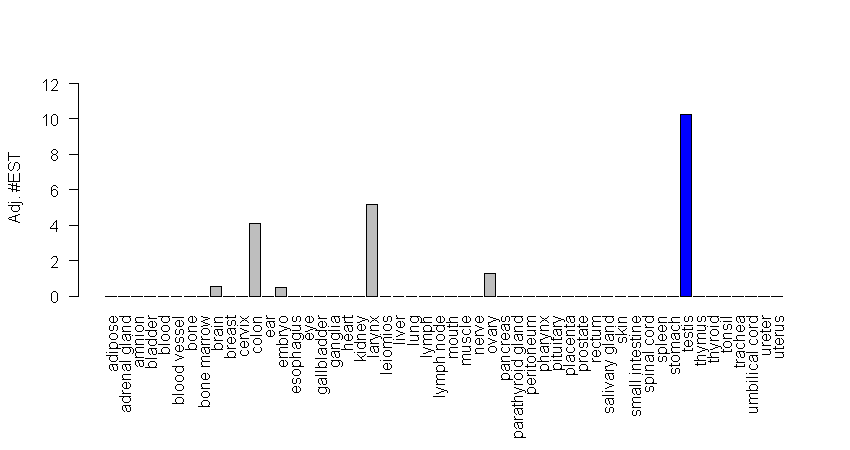 Adj. #EST
12
10
8
6
4
2
0
adipose
adrenal gland
amnion
bladder
blood
blood vessel
bone
bone marrow
brain
breast
cervix
colon
ear
embryo
esophagus
eye
gallbladder
ganglia
heart
kidney
larynx
leiomios
liver
lung
lymph
lymph node
mouth
muscle
nerve
ovary
pancreas
parathyroid gland
peritoneum
pharynx
pituitary
placenta
prostate
rectum
salivary gland
skin
small intestine
spinal cord
spleen
stomach
testis
thymus
thyroid
tonsil
trachea
umbilical cord
ureter
uterus